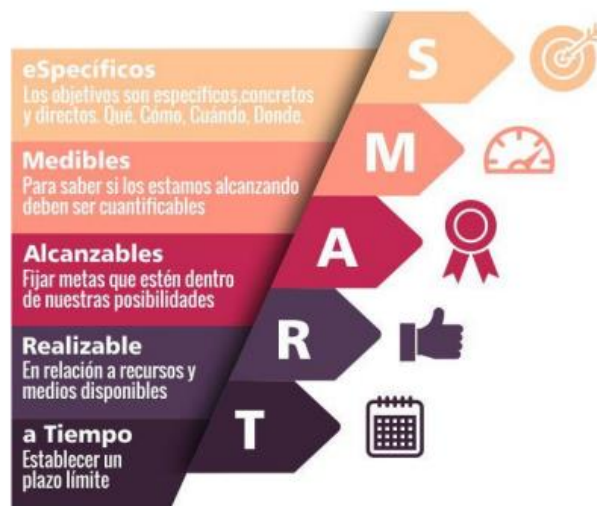 eSpecíficos
Los objetivos son específicos,concretos
y directos. Qué. Cómo, Cuándo, Donde.
S
Medibles
Para saber si los estamos alcanzando
deben ser cuantificables
M
Alcanzables
Fijar metas que estén dentro
de nuestras posibilidades
A
Realizable
En relación a recursos y
medios disponibles
R
a Tiempo
Establecer un
plazo límite
T